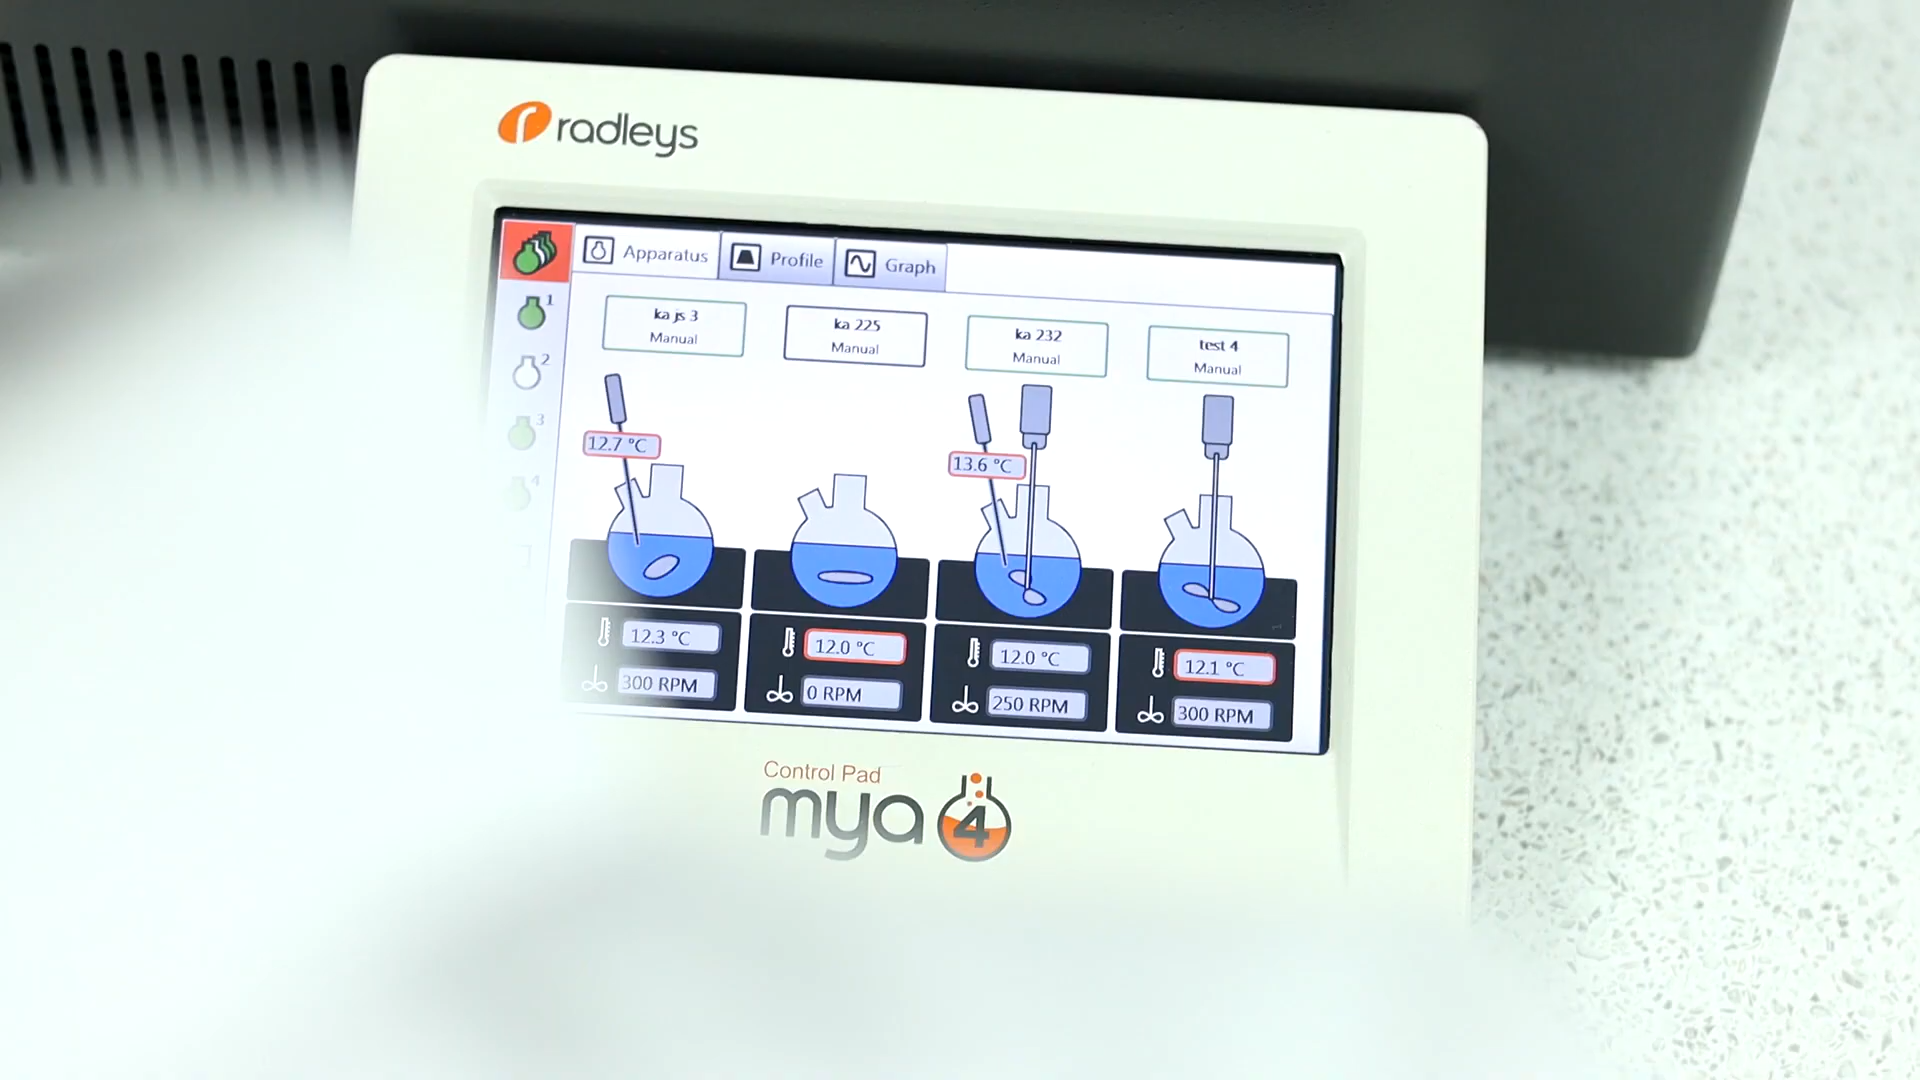 radleys
Apparatus
Profile
Graph
1
2
3
4
ka js 3
Manual
ka 225
Manual
ka 232
Manual
test 4
Manual
12.7 °C
13.6 °C
12.3 °C
300 RPM
12.0 °C
0 RPM
12.0 °C
250 RPM
12.1 °C
300 RPM
Control Pad
mya 4